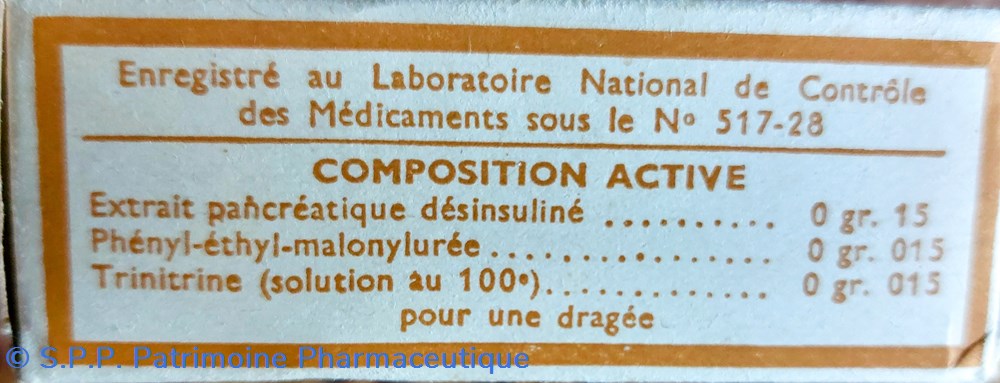 Enregistré au Laboratoire National de Contrôle
des Médicaments sous le Nº 517-28
COMPOSITION ACTIVE
Extrait pancréatique désinsuliné .......... 0 gr. 15
Phényl-éthyl-malonylurée................ 0 gr. 015
Trinitrine (solution au 100ᵉ)............. 0 gr. 015
pour une dragée
© S.P.P. Patrimoine Pharmaceutique